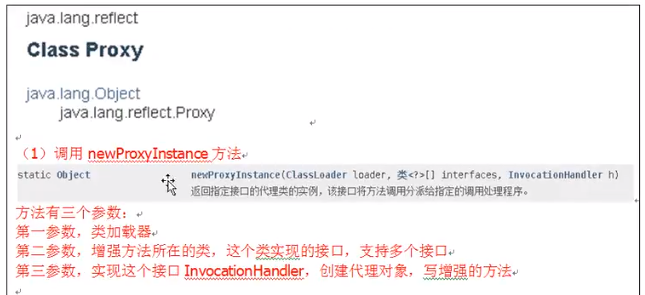 java.lang.reflect
Class Proxy
java.lang.Object
java.lang.reflect.Proxy
（1）调用 newProxyInstance 方法
static Object newProxyInstance(ClassLoader loader, 类<?>[] interfaces, InvocationHandler h)
返回指定接口的代理类的实例，该接口将方法调用分派给指定的调用处理程序。
方法有三个参数：
第一参数，类加载器
第二参数，增强方法所在的类，这个类实现的接口，支持多个接口
第三参数，实现这个接口 InvocationHandler，创建代理对象，写增强的方法